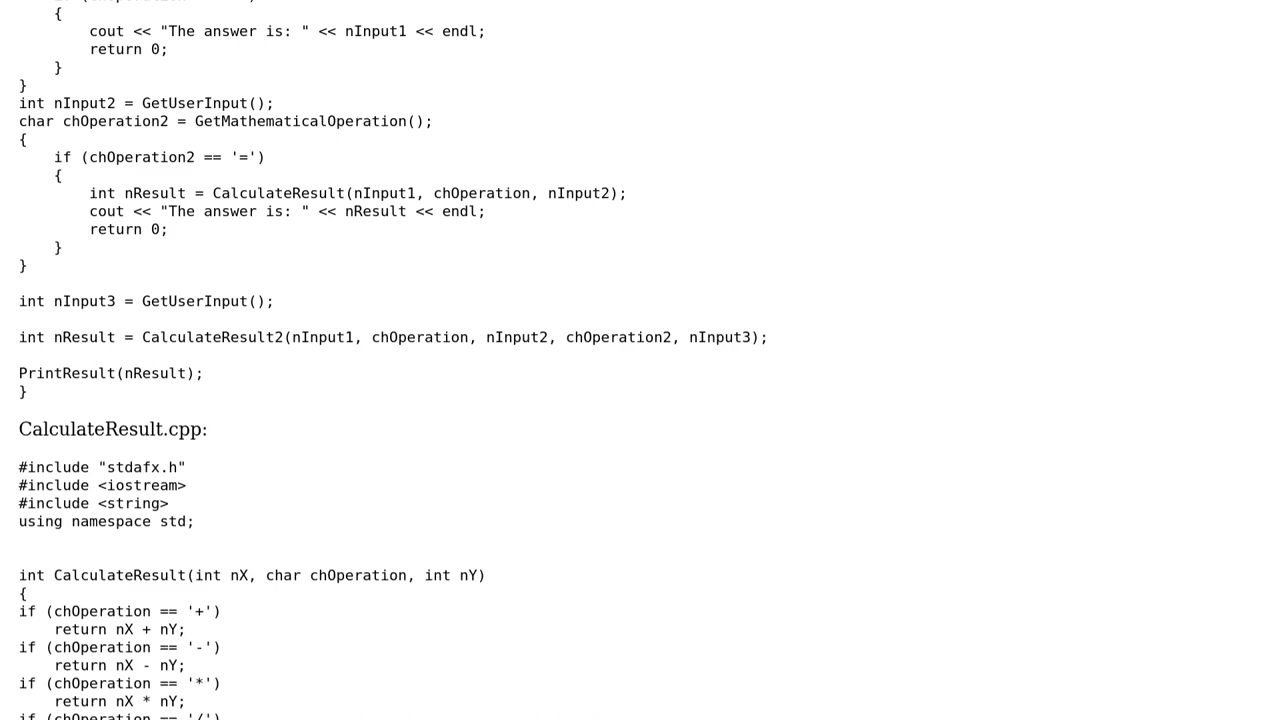 {
cout << "The answer is: " << nInput1 << endl;
return 0;
}
}
int nInput2 = GetUserInput();
char chOperation2 = GetMathematicalOperation();
{
if (chOperation2 == '=')
{
int nResult = CalculateResult(nInput1, chOperation, nInput2);
cout << "The answer is: " << nResult << endl;
return 0;
}
}
int nInput3 = GetUserInput();
int nResult = CalculateResult2(nInput1, chOperation, nInput2, chOperation2, nInput3);
PrintResult(nResult);
}
CalculateResult.cpp:
#include "stdafx.h"
#include <iostream>
#include <string>
using namespace std;
int CalculateResult(int nX, char chOperation, int nY)
{
if (chOperation == '+')
return nX + nY;
if (chOperation == '-')
return nX - nY;
if (chOperation == '*')
return nX * nY;
if (chOperation == '/')